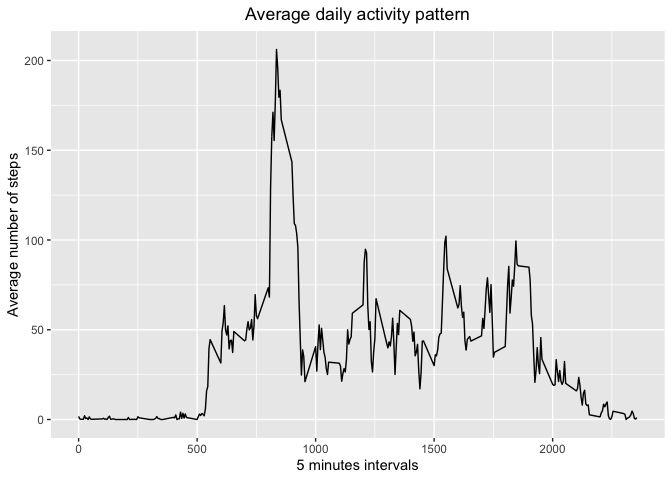 Average daily activity pattern
Average number of steps
200
150
100
50
0
0 500 1000 1500 2000
5 minutes intervals